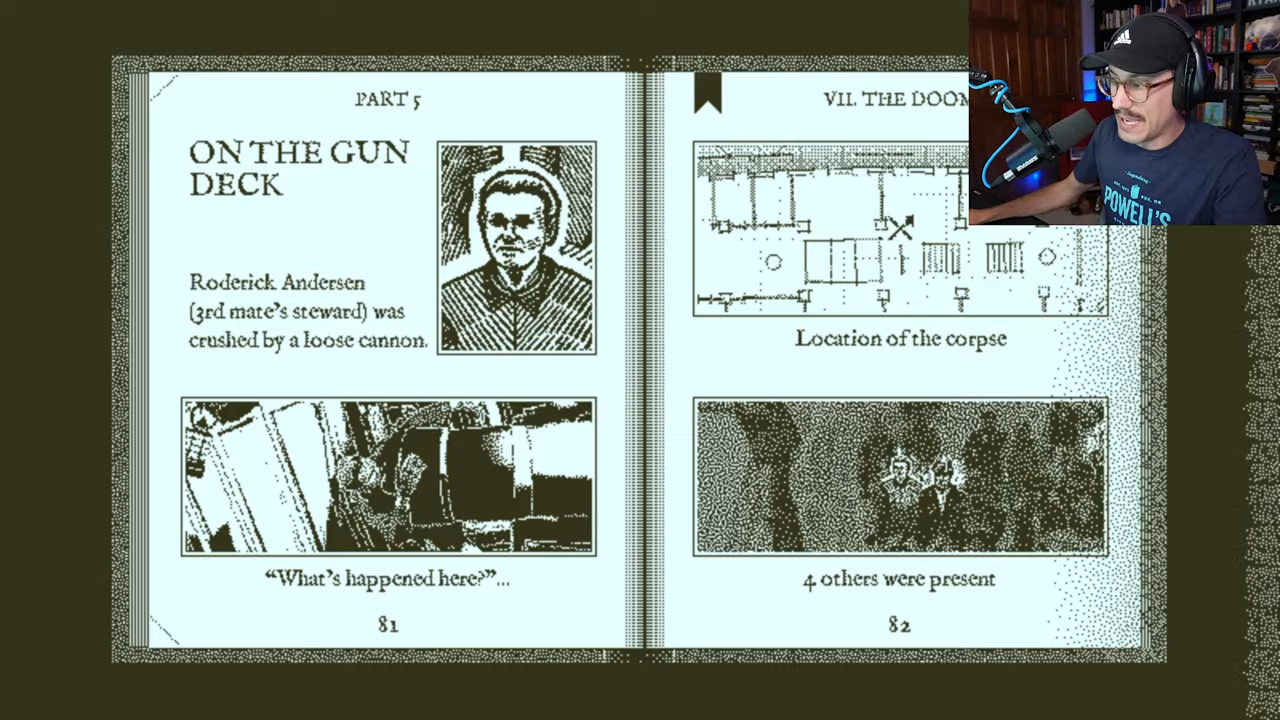 PART 5
ON THE GUN
DECK
Roderick Andersen
(3rd mate's steward) was
crushed by a loose cannon.
"What's happened here?"...
81
VII. THE DOOM
Location of the corpse
4 others were present
82
POWELL'S